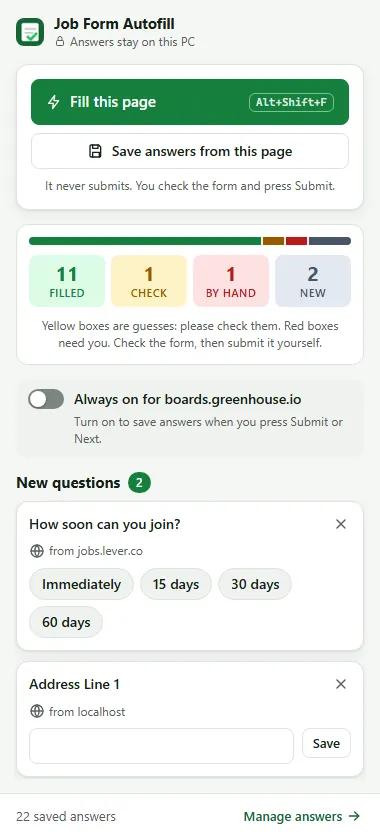 Job Form Autofill
Answers stay on this PC
Fill this page
Alt+Shift+F
Save answers from this page
It never submits. You check the form and press Submit.
11
FILLED
1
CHECK
1
BY HAND
2
NEW
Yellow boxes are guesses: please check them. Red boxes
need you. Check the form, then submit it yourself.
Always on for boards.greenhouse.io
Turn on to save answers when you press Submit or
Next.
New questions 2
How soon can you join?
from jobs.lever.co
Immediately
15 days
30 days
60 days
Address Line 1
from localhost
Save
22 saved answers
Manage answers →